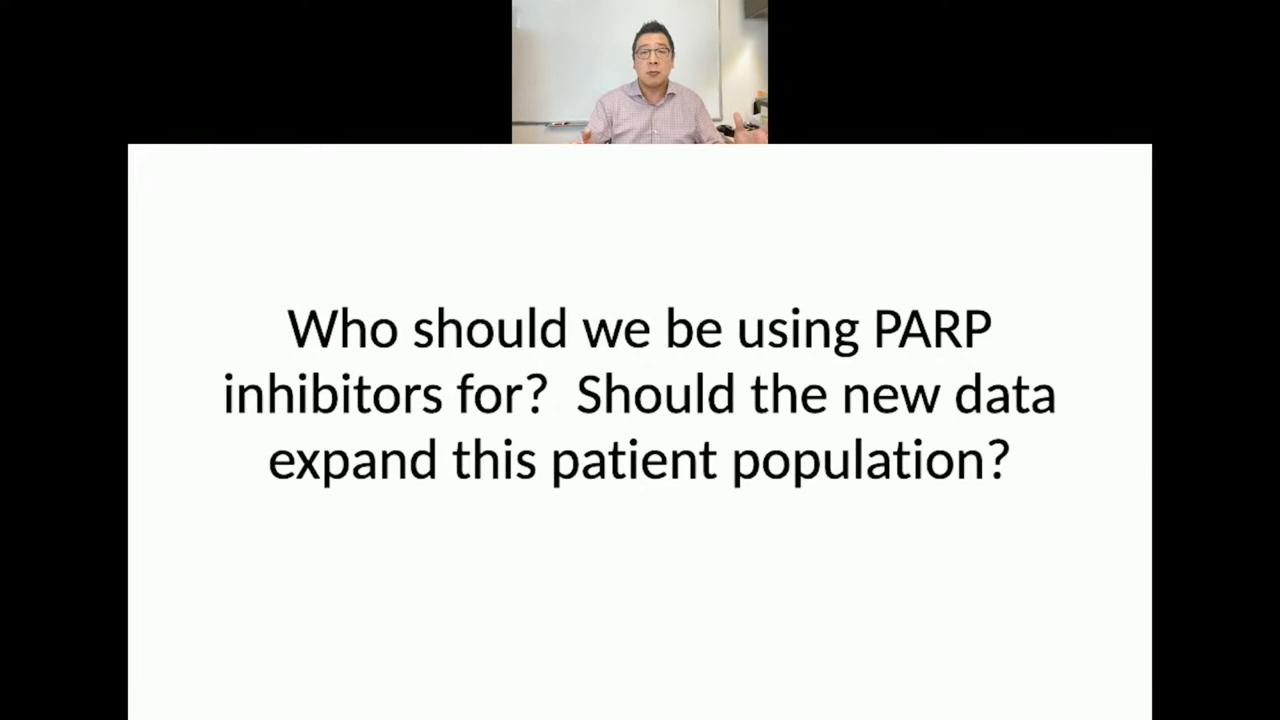 Who should we be using PARP
inhibitors for?  Should the new data
expand this patient population?